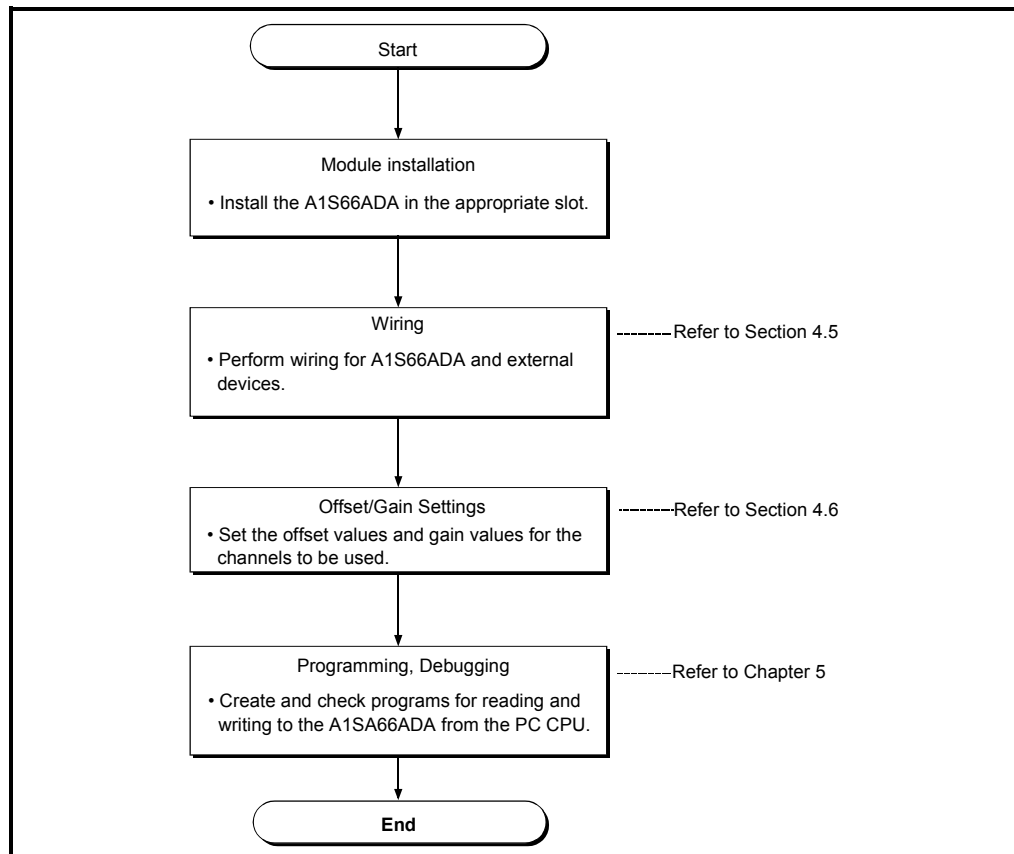 Start
Module installation
• Install the A1S66ADA in the appropriate slot.
Wiring
Refer to Section 4.5
• Perform wiring for A1S66ADA and external
devices.
Offset/Gain Settings
Refer to Section 4.6
• Set the offset values and gain values for the
channels to be used.
Programming, Debugging
Refer to Chapter 5
• Create and check programs for reading and
writing to the A1SA66ADA from the PC CPU.
End